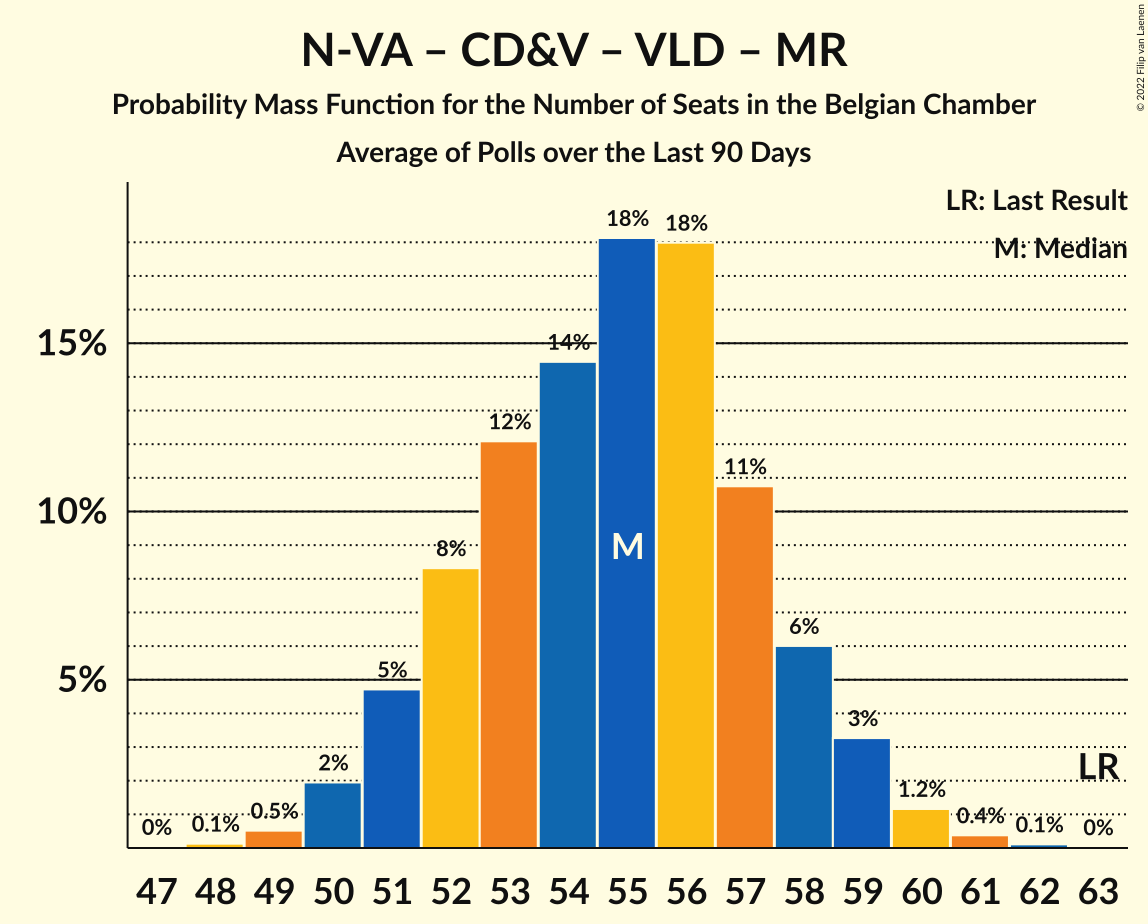 N-VA – CD&V – VLD – MR
Probability Mass Function for the Number of Seats in the Belgian Chamber
Average of Polls over the Last 90 Days
© 2022 Filip van Laenen
LR: Last Result
M: Median
15%
10%
5%
0%
0.1%
0.5%
2%
5%
8%
12%
14%
18%
18%
11%
6%
3%
1.2%
0.4%
0.1%
0%
M
LR
47 48 49 50 51 52 53 54 55 56 57 58 59 60 61 62 63